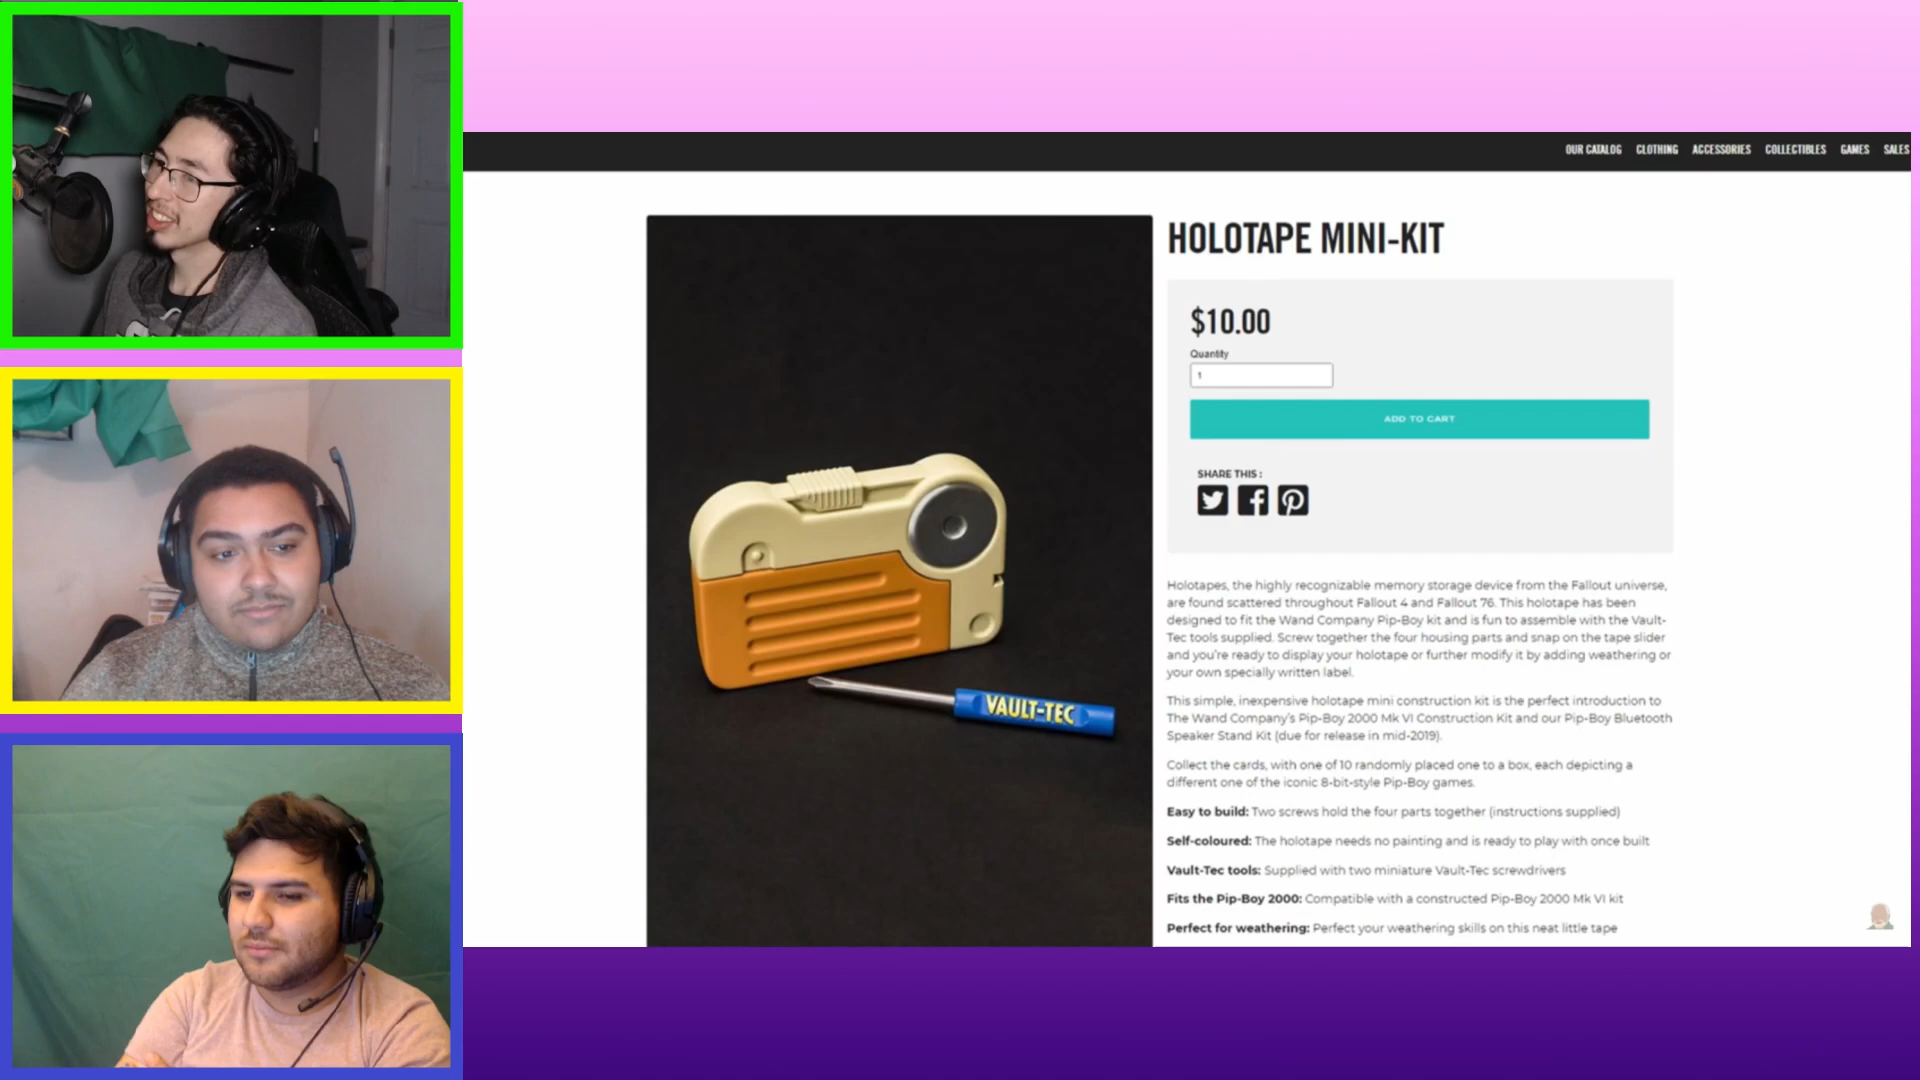 OUR CATALOG CLOTHING ACCESSORIES COLLECTIBLES GAMES SALES
HOLOTAPE MINI-KIT
$10.00
Quantity
1
ADD TO CART
SHARE THIS :
VAULT-TEC
Holotapes, the highly recognizable memory storage device from the Fallout universe,
are found scattered throughout Fallout 4 and Fallout 76. This holotape has been
designed to fit the Wand Company Pip-Boy kit and is fun to assemble with the Vault-
Tec tools supplied. Screw together the four housing parts and snap on the tape slider
and you're ready to display your holotape or further modify it by adding weathering or
your own specially written label.
This simple, inexpensive holotape mini construction kit is the perfect introduction to
The Wand Company's Pip-Boy 2000 Mk VI Construction Kit and our Pip-Boy Bluetooth
Speaker Stand Kit (due for release in mid-2019).
Collect the cards, with one of 10 randomly placed one to a box, each depicting a
different one of the iconic 8-bit-style Pip-Boy games.
Easy to build: Two screws hold the four parts together (instructions supplied)
Self-coloured: The holotape needs no painting and is ready to play with once built
Vault-Tec tools: Supplied with two miniature Vault-Tec screwdrivers
Fits the Pip-Boy 2000: Compatible with a constructed Pip-Boy 2000 Mk VI kit
Perfect for weathering: Perfect your weathering skills on this neat little tape